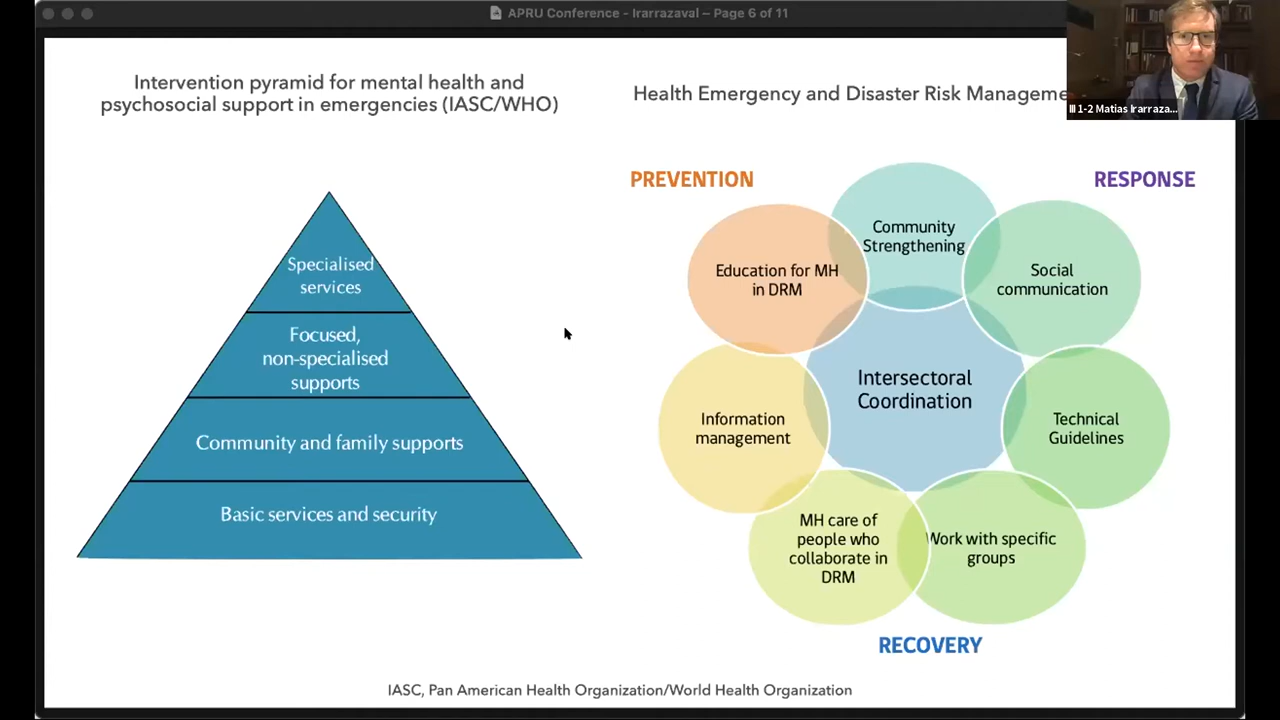 APRU Conference - Irarrazaval – Page 6 of 11
III 1-2 Matias Irarraza...
Intervention pyramid for mental health and
psychosocial support in emergencies (IASC/WHO)
Specialised
services
Focused,
non-specialised
supports
Community and family supports
Basic services and security
Health Emergency and Disaster Risk Manageme
PREVENTION
RESPONSE
Community
Strengthening
Education for MH
in DRM
Social
communication
Intersectoral
Coordination
Information
management
Technical
Guidelines
MH care of
people who
collaborate in
DRM
Work with specific
groups
RECOVERY
IASC, Pan American Health Organization/World Health Organization